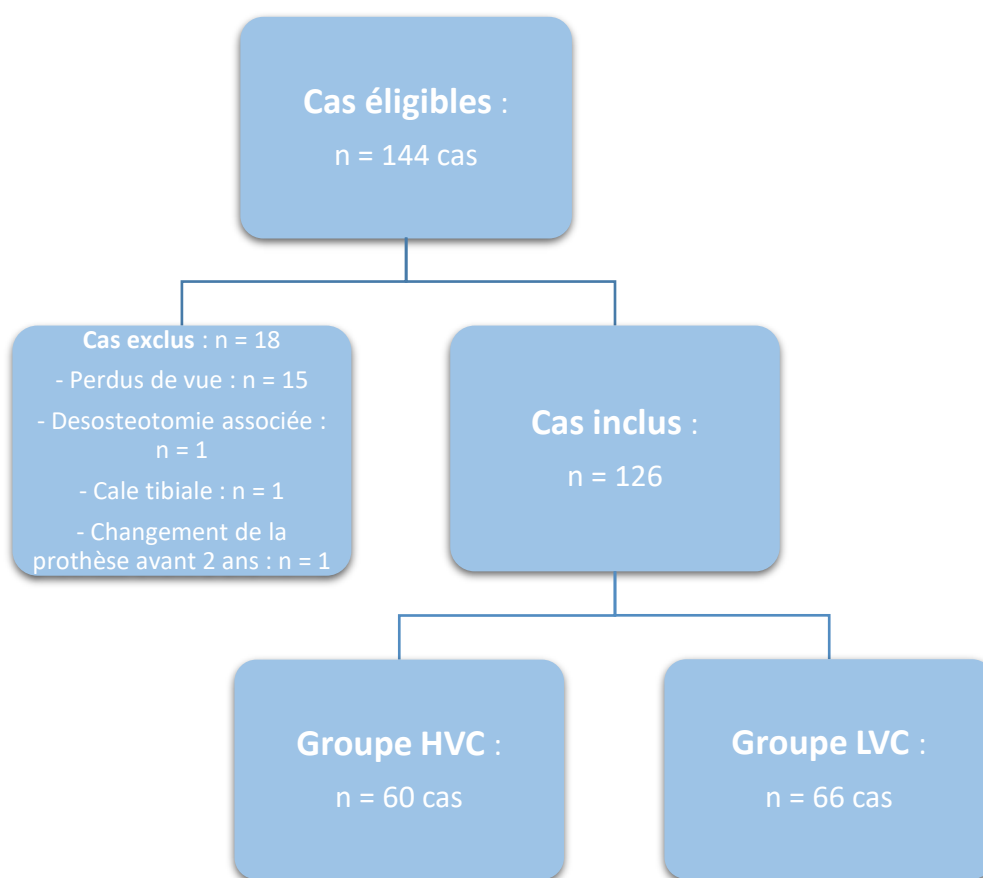 Cas éligibles :
n = 144 cas
Cas exclus : n = 18
- Perdus de vue : n = 15
- Desosteotomie associée :
n = 1
- Cale tibiale : n = 1
- Changement de la
prothèse avant 2 ans : n = 1
Cas inclus :
n = 126
Groupe HVC :
n = 60 cas
Groupe LVC :
n = 66 cas